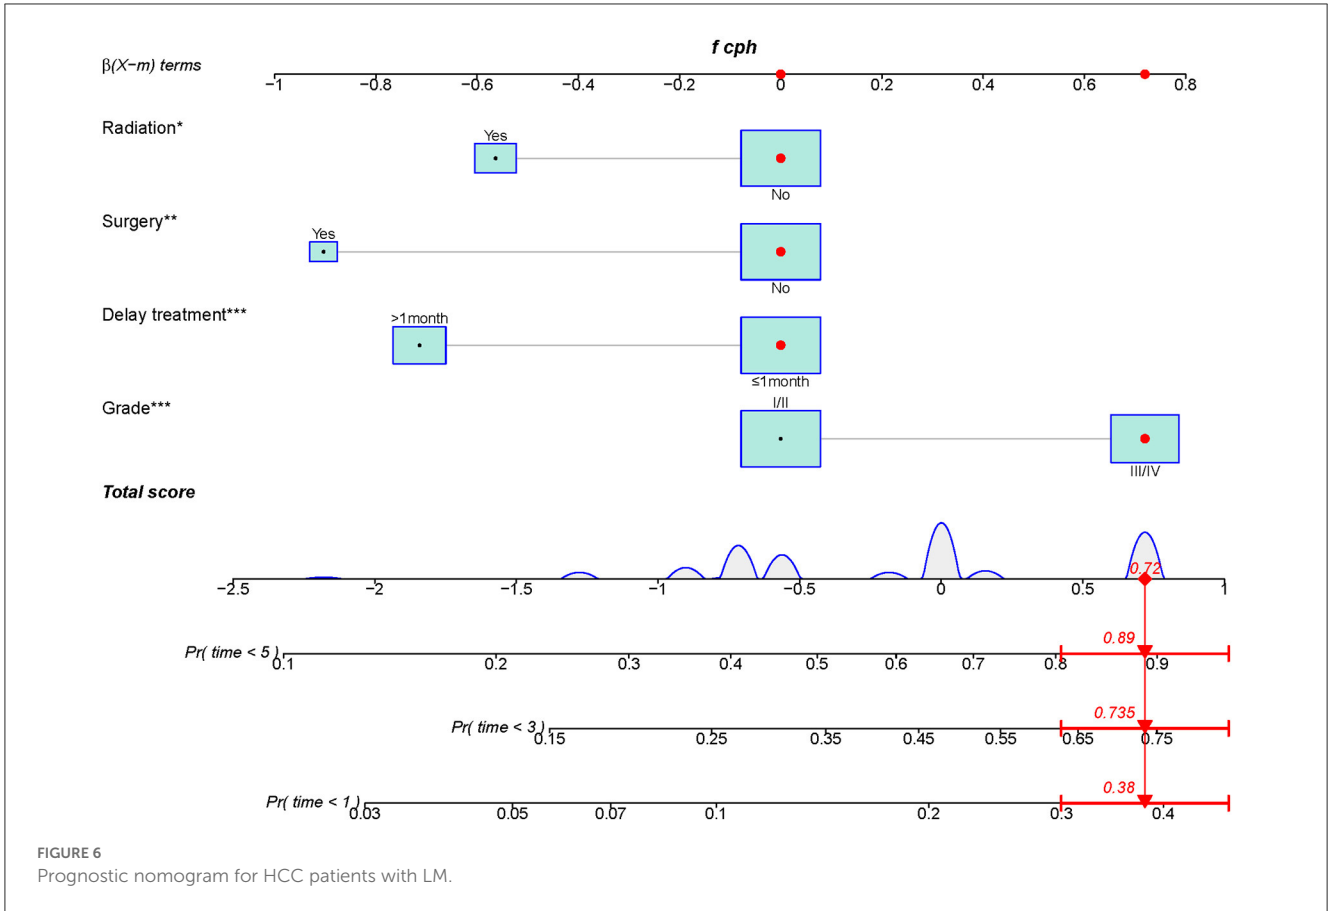 f cph
β(X−m) terms
−1 −0.8 −0.6 −0.4 −0.2 0 0.2 0.4 0.6 0.8
Radiation*
Yes
No
Surgery**
Yes
No
Delay treatment***
>1month
≤1month
Grade***
I/II
III/IV
Total score
0.72
−2.5 −2 −1.5 −1 −0.5 0 0.5 1
0.89
Pr( time < 5 )
0.1 0.2 0.3 0.4 0.5 0.6 0.7 0.8 0.9
0.735
Pr( time < 3 )
0.15 0.25 0.35 0.45 0.55 0.65 0.75
0.38
Pr( time < 1 )
0.03 0.05 0.07 0.1 0.2 0.3 0.4
FIGURE 6
Prognostic nomogram for HCC patients with LM.